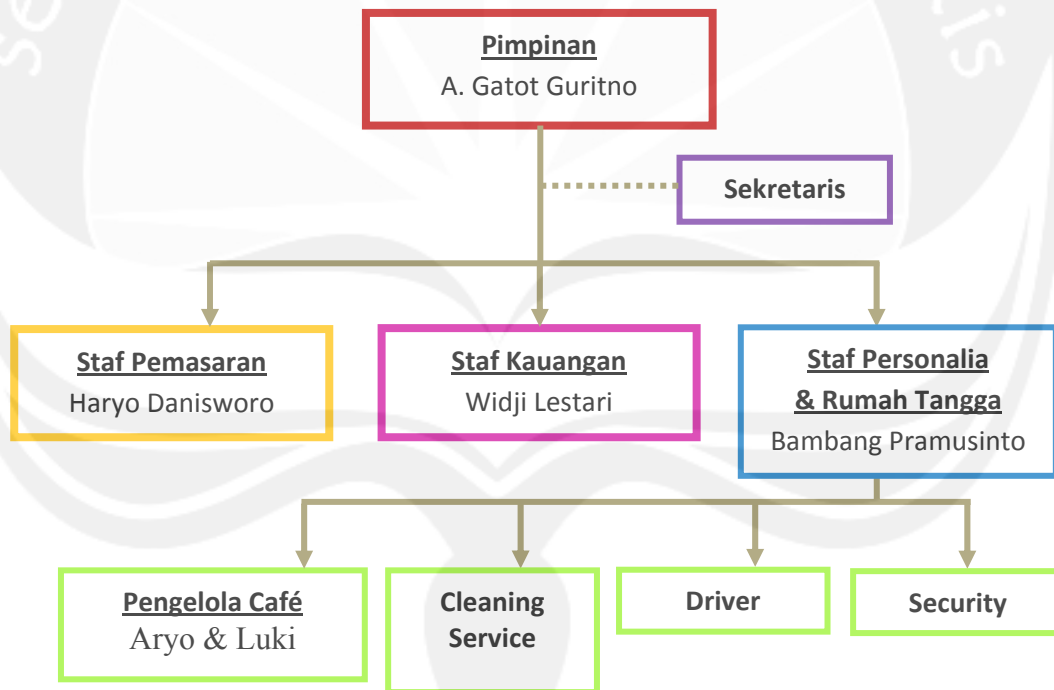 Pimpinan
A. Gatot Guritno
Sekretaris
Staf Pemasaran
Haryo Danisworo
Staf Kauangan
Widji Lestari
Staf Personalia
& Rumah Tangga
Bambang Pramusinto
Pengelola Café
Aryo & Luki
Cleaning
Service
Driver
Security